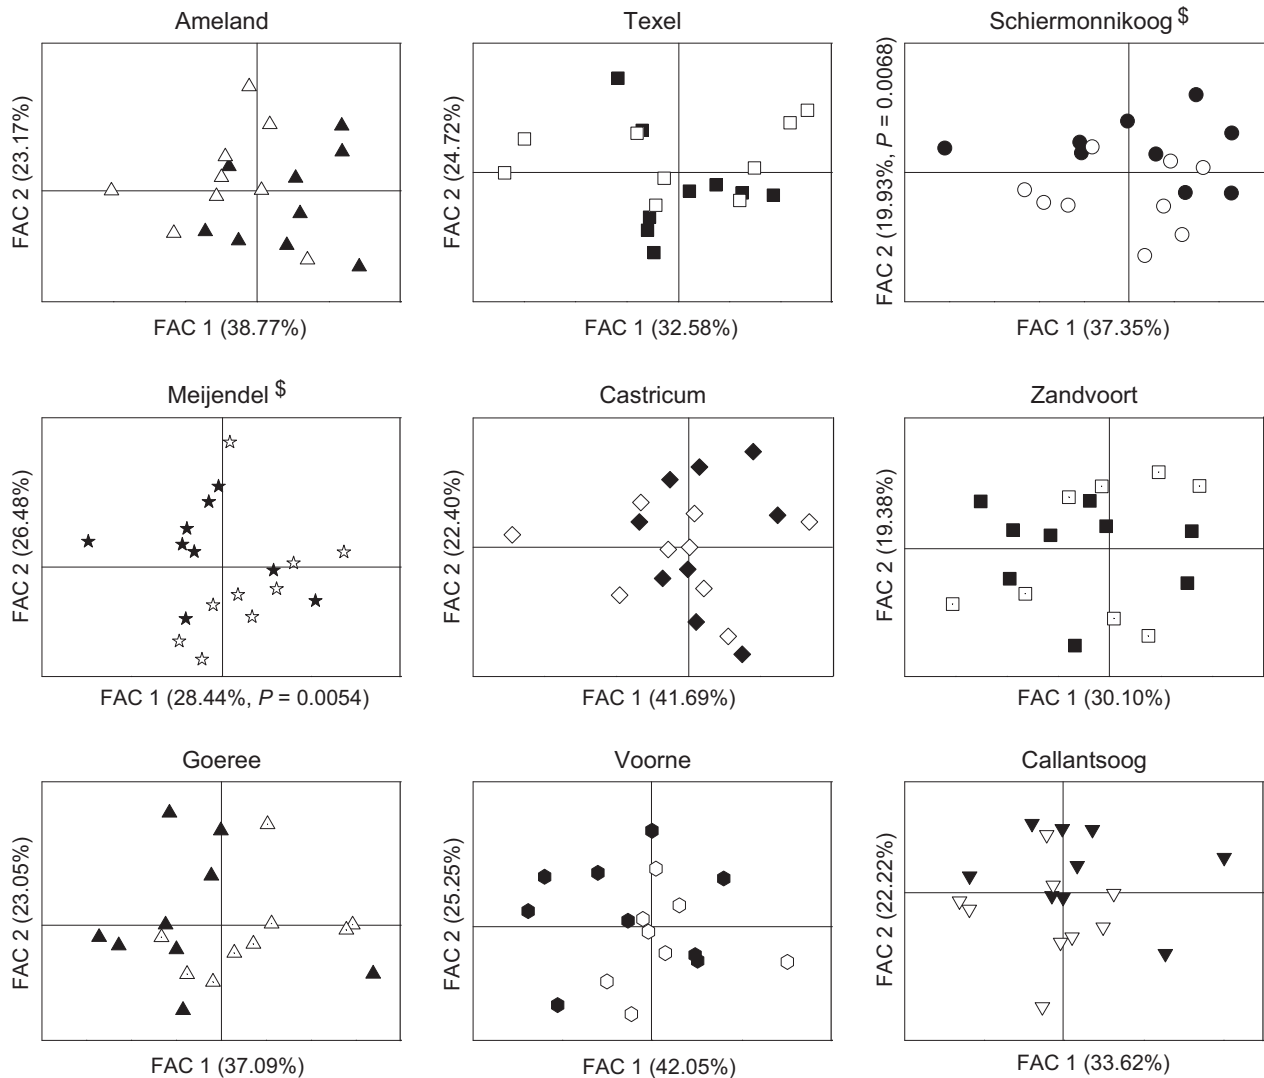 Ameland
Texel
Schiermonnikoog $
FAC 2 (23.17%)
FAC 2 (24.72%)
FAC 2 (19.93%, P = 0.0068)
FAC 1 (38.77%)
FAC 1 (32.58%)
FAC 1 (37.35%)
Meijendel $
Castricum
Zandvoort
FAC 2 (26.48%)
FAC 2 (22.40%)
FAC 2 (19.38%)
FAC 1 (28.44%, P = 0.0054)
FAC 1 (41.69%)
FAC 1 (30.10%)
Goeree
Voorne
Callantsoog
FAC 2 (23.05%)
FAC 2 (25.25%)
FAC 2 (22.22%)
FAC 1 (37.09%)
FAC 1 (42.05%)
FAC 1 (33.62%)